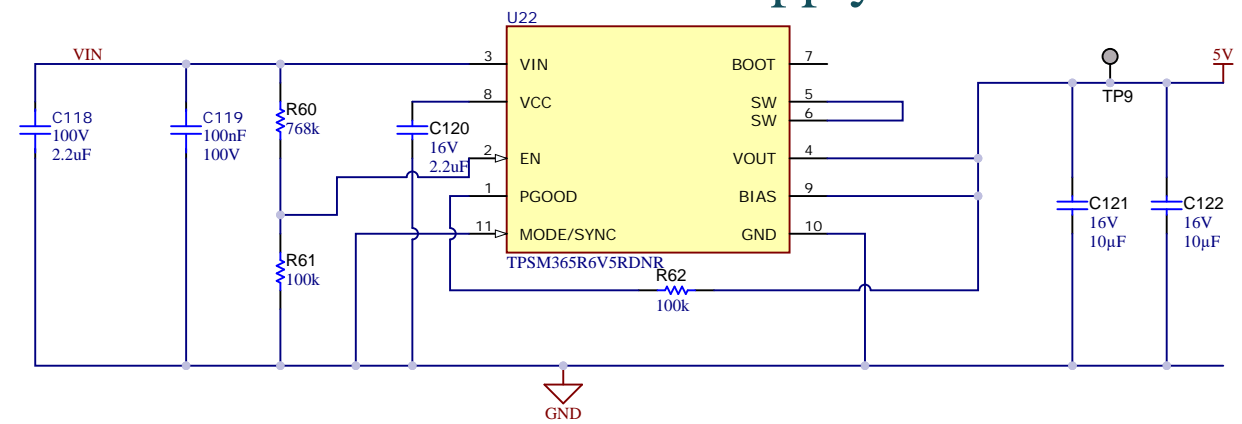 pply
U22
VIN
3
VIN
BOOT
7
5V
8
VCC
SW
5
SW
6
TP9
C118
100V
2.2uF
C119
100nF
100V
R60
768k
C120
16V
2.2uF
2
EN
VOUT
4
1
PGOOD
BIAS
9
C121
16V
10µF
C122
16V
10µF
11
MODE/SYNC
GND
10
TPSM365R6V5RDNR
R61
100k
R62
100k
GND